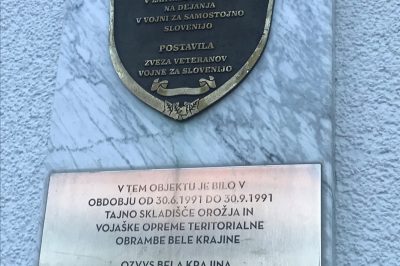 NA DEJANJA
V VOJNI ZA SAMOSTOJNO
SLOVENIJO
POSTAVILA
ZVEZA VETERANOV
VOJNE ZA SLOVENIJO
V TEM OBJEKTU JE BILO V
OBDOBJU OD 30.6.1991 DO 30.9.1991
TAJNO SKLADIŠČE OROŽJA IN
VOJAŠKE OPREME TERITORIALNE
OBRAMBE BELE KRAJINE
OZVVS BELA KRAJINA